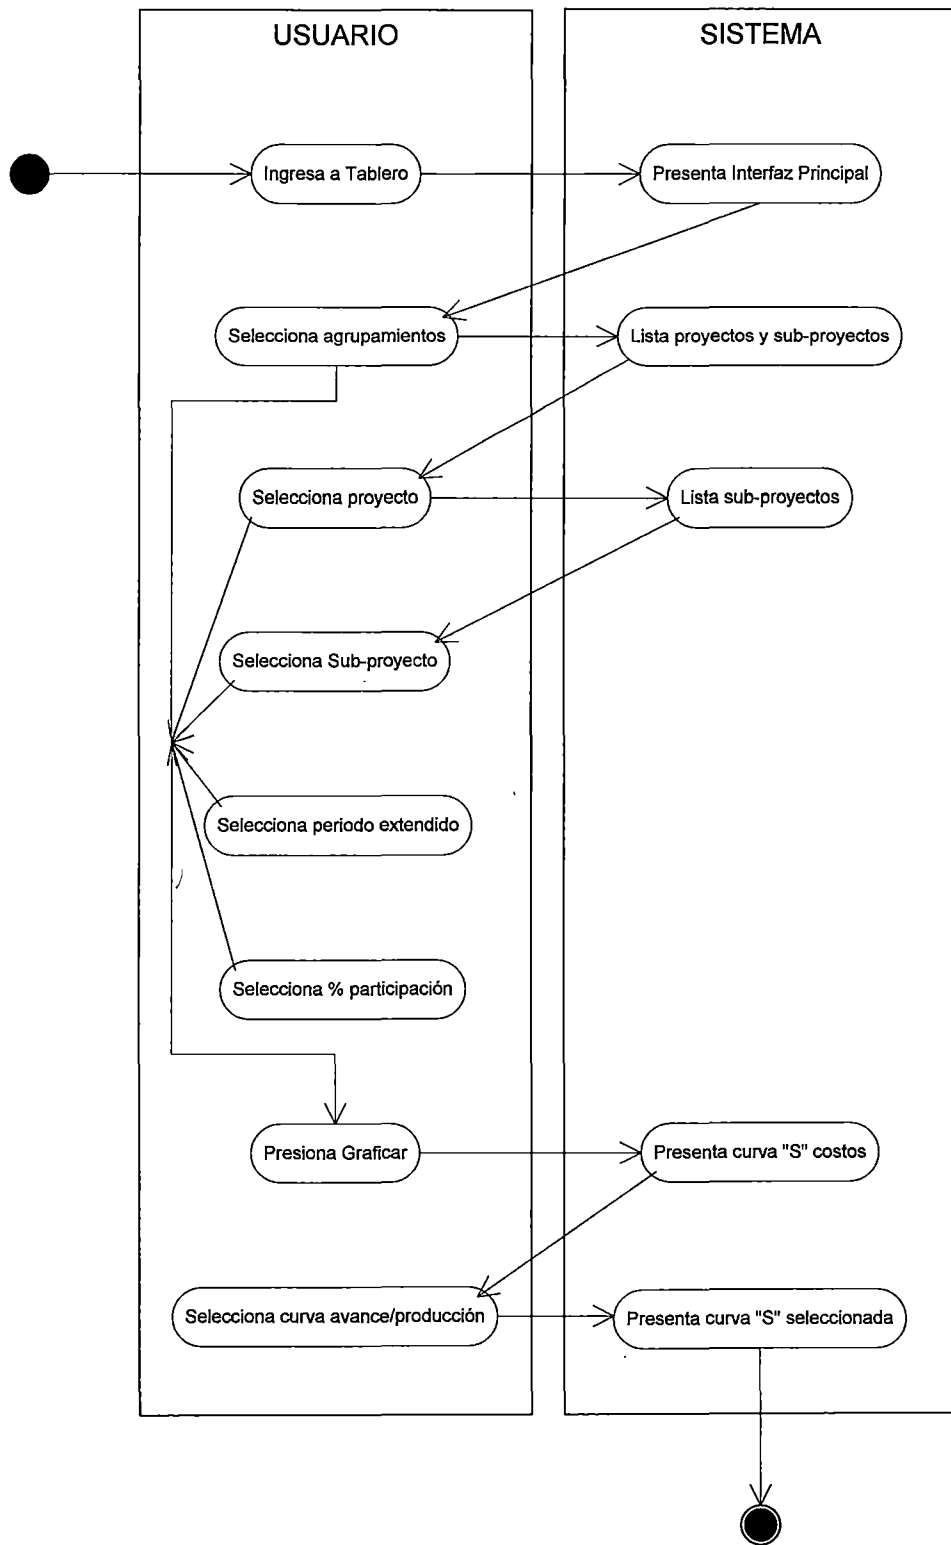 USUARIO
SISTEMA
Ingresa a Tablero
Presenta Interfaz Principal
Selecciona agrupamientos
Lista proyectos y sub-proyectos
Selecciona proyecto
Lista sub-proyectos
Selecciona Sub-proyecto
Selecciona periodo extendido
Selecciona % participación
Presiona Graficar
Presenta curva "S" costos
Selecciona curva avance/producción
Presenta curva "S" seleccionada